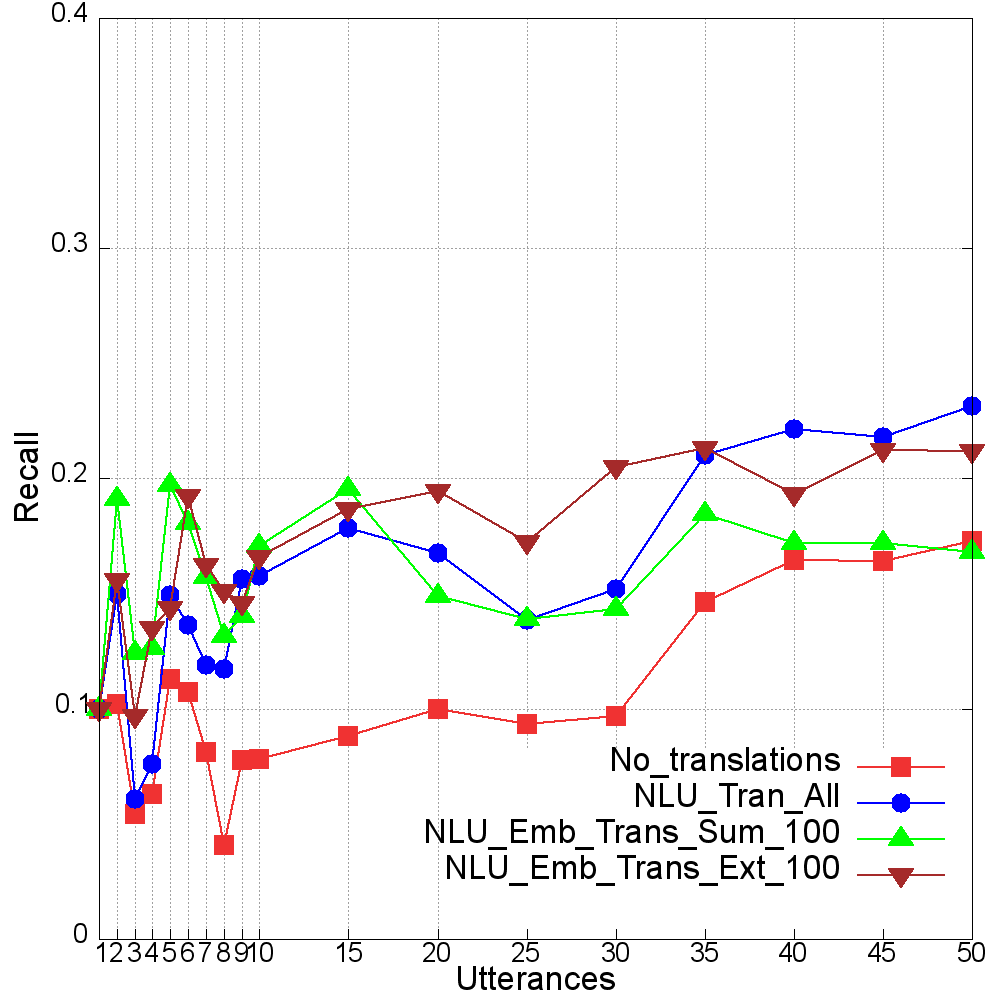 0.4
0.3
0.2
0.1
0
Recall
No_translations
NLU_Tran_All
NLU_Emb_Trans_Sum_100
NLU_Emb_Trans_Ext_100
1 2 3 4 5 6 7 8 9 10 15 20 25 30 35 40 45 50
Utterances